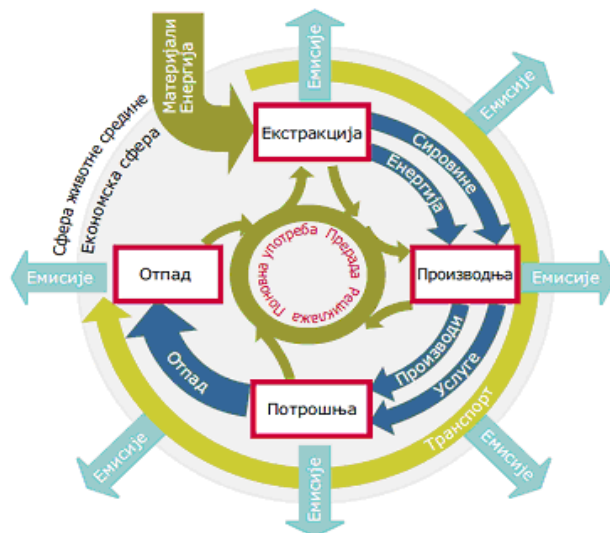 Материјали
Енергија
Емисије
Емисије
Сфера животне средине
Економска сфера
Екстракција
Сировине
Енергија
Поновна употреба Прерада Рециклажа
Емисије
Отпад
Производња
Емисије
Отпад
Производи
Услуге
Потрошња
Транспорт
Емисије
Емисије
Емисије